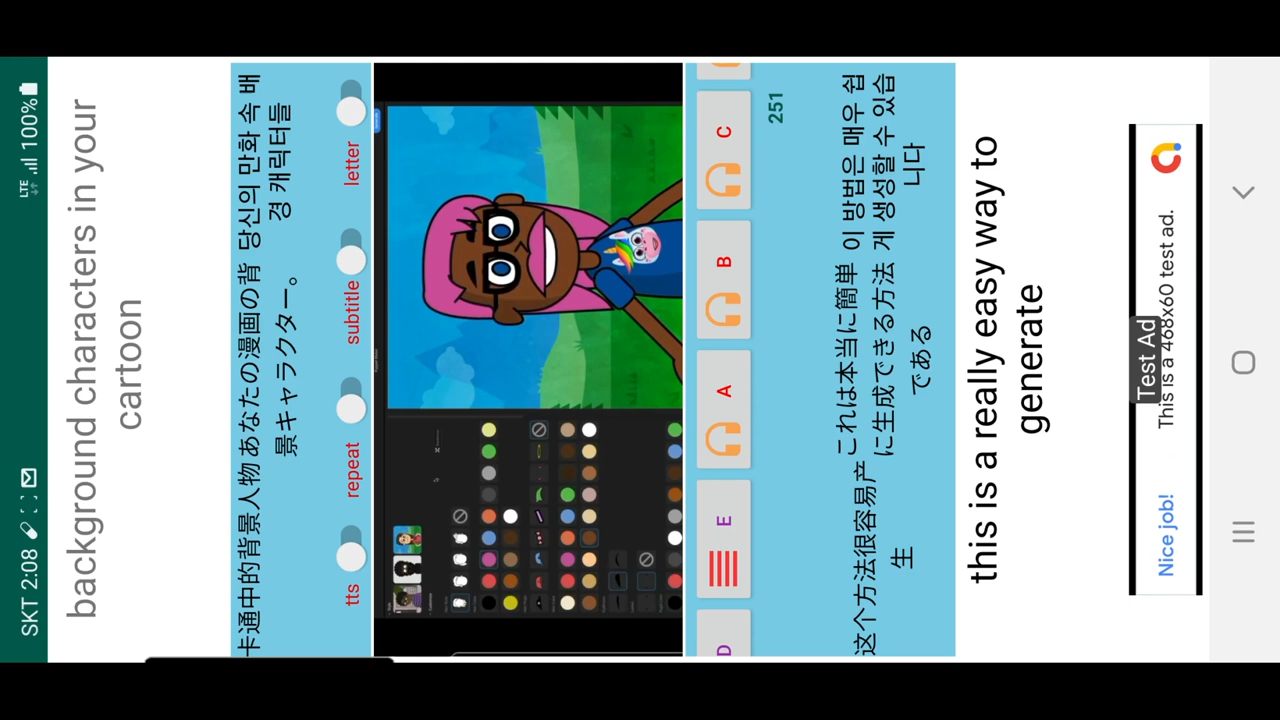 SKT 2:08 LTE 100%
background characters in your
cartoon
卡通中的背景人物
あなたの漫画の背
景キャラクター。
당신의 만화 속 배
경 캐릭터들
tts
repeat
subtitle
letter
D
E
A
B
C
251
这个方法很容易产
生
これは本当に簡単
に生成できる方法
である
이 방법은 매우 쉽
게 생성할 수 있습
니다
this is a really easy way to
generate
Test Ad
Nice job!
This is a 468x60 test ad.